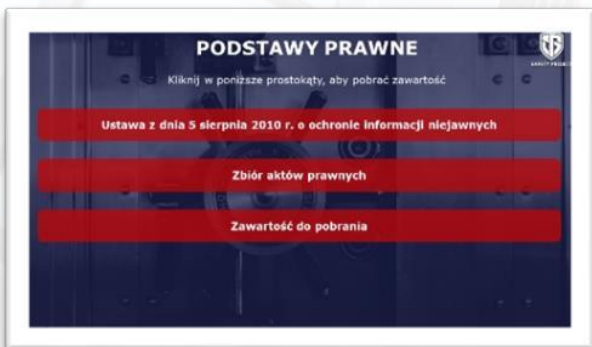 PODSTAWY PRAWNE
Kliknij w poniższe prostokąty, aby pobrać zawartość
Ustawa z dnia 5 sierpnia 2010 r. o ochronie informacji niejawnych
Zbiór aktów prawnych
Zawartość do pobrania